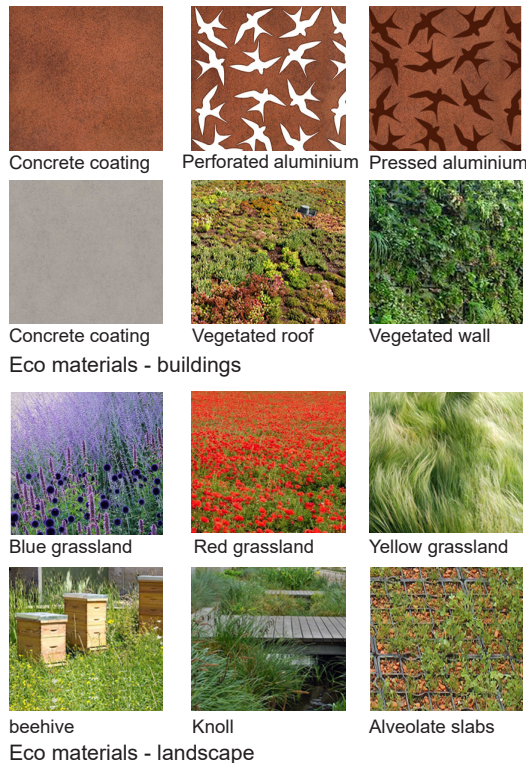 Concrete coating
Perforated aluminium
Pressed aluminium
Concrete coating
Vegetated roof
Vegetated wall
Eco materials - buildings
Blue grassland
Red grassland
Yellow grassland
beehive
Knoll
Alveolate slabs
Eco materials - landscape